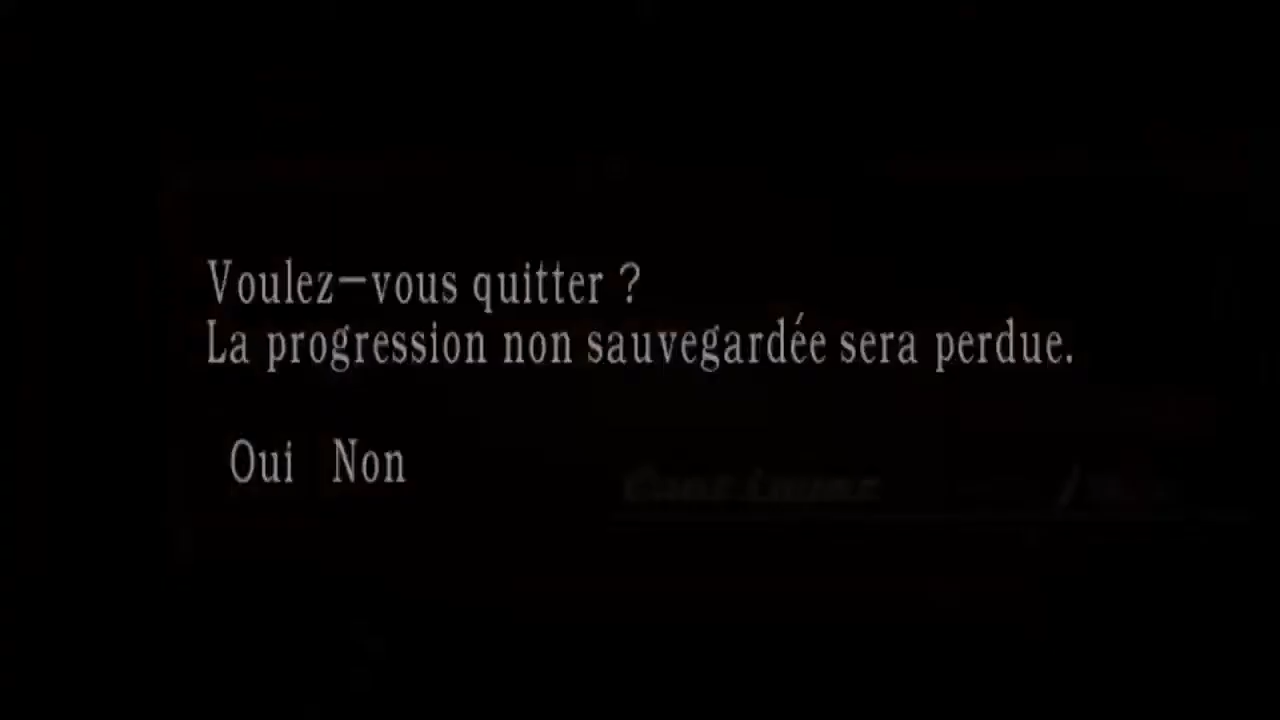 Voulez-vous quitter ?
La progression non sauvegardée sera perdue.
Oui Non